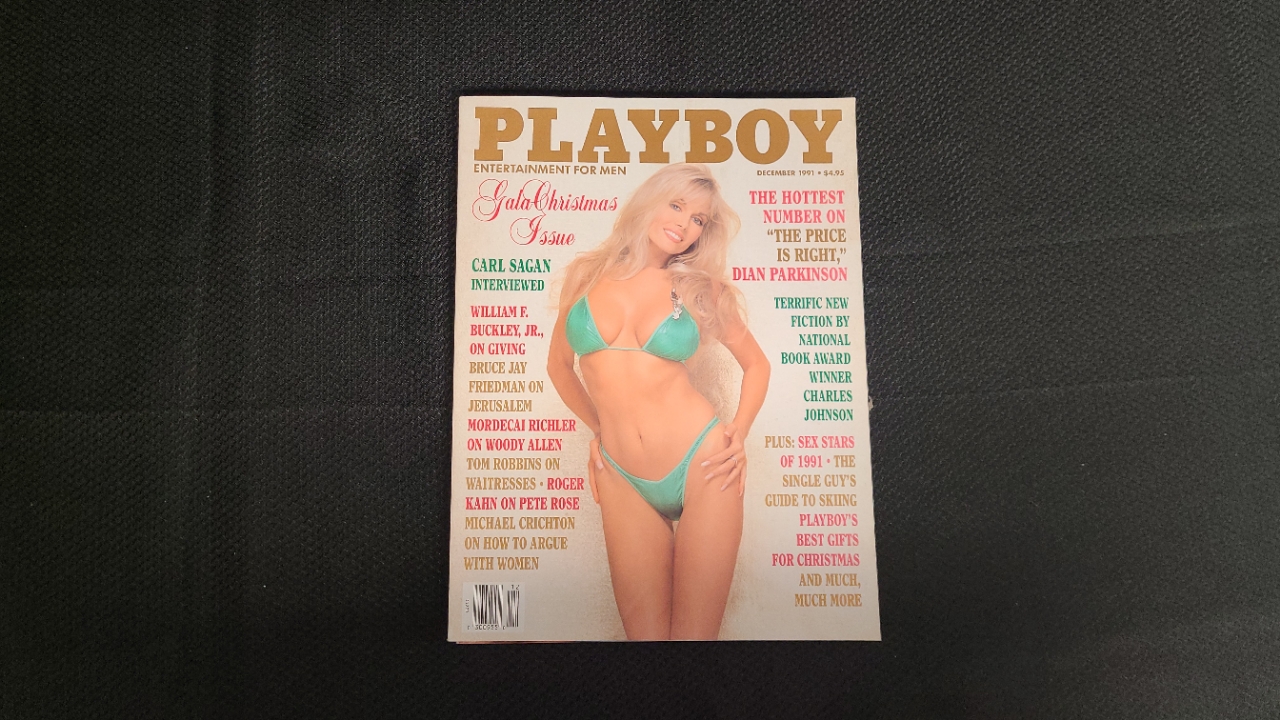 PLAYBOY
ENTERTAINMENT FOR MEN
DECEMBER 1991 • $4.95
Gala Christmas
Issue
CARL SAGAN
INTERVIEWED
WILLIAM F.
BUCKLEY, JR.,
ON GIVING
BRUCE JAY
FRIEDMAN ON
JERUSALEM
MORDECAI RICHLER
ON WOODY ALLEN
TOM ROBBINS ON
WAITRESSES • ROGER
KAHN ON PETE ROSE
MICHAEL CRICHTON
ON HOW TO ARGUE
WITH WOMEN
THE HOTTEST
NUMBER ON
“THE PRICE
IS RIGHT,”
DIAN PARKINSON
TERRIFIC NEW
FICTION BY
NATIONAL
BOOK AWARD
WINNER
CHARLES
JOHNSON
PLUS: SEX STARS
OF 1991 • THE
SINGLE GUY'S
GUIDE TO SKIING
PLAYBOY'S
BEST GIFTS
FOR CHRISTMAS
AND MUCH,
MUCH MORE
12